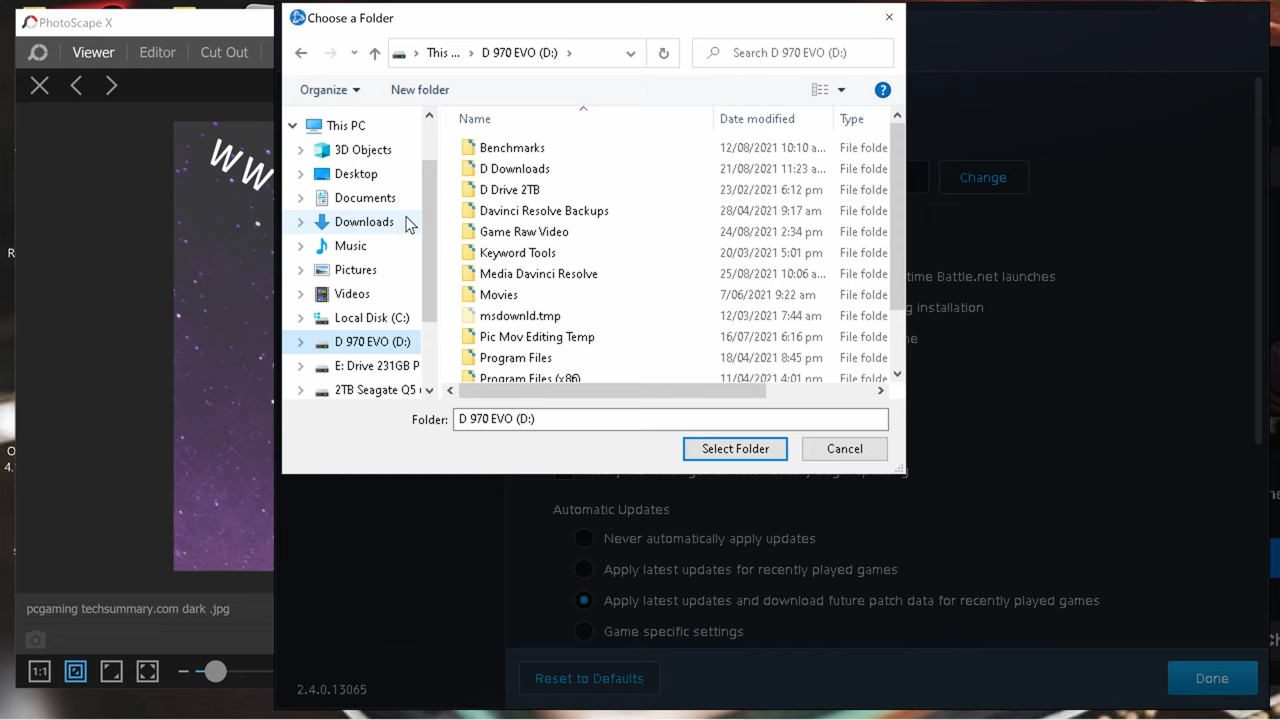 PhotoScape X
Viewer
Editor
Cut Out
WW
pcgaming techsummary.com dark .jpg
1:1
Choose a Folder
This ...
D 970 EVO (D:)
Search D 970 EVO (D:)
Organize
New folder
This PC
3D Objects
Desktop
Documents
Downloads
Music
Pictures
Videos
Local Disk (C:)
D 970 EVO (D:)
E: Drive 231GB P
2TB Seagate Q5
Name Date modified Type
Benchmarks 12/08/2021 10:10 a... File folde
D Downloads 21/08/2021 11:23 a... File folde
D Drive 2TB 23/02/2021 6:12 pm File folde
Davinci Resolve Backups 28/04/2021 9:17 am File folde
Game Raw Video 24/08/2021 2:34 pm File folde
Keyword Tools 20/03/2021 5:01 pm File folde
Media Davinci Resolve 25/08/2021 10:06 a... File folde
Movies 7/06/2021 9:22 am File folde
msdownld.tmp 12/03/2021 7:44 am File folde
Pic Mov Editing Temp 16/07/2021 6:16 pm File folde
Program Files 18/04/2021 8:45 pm File folde
Program Files (x86) 11/04/2021 4:01 pm File folde
Folder: D 970 EVO (D:)
Select Folder
Cancel
Change
time Battle.net launches
g installation
ne
Automatic Updates
Never automatically apply updates
Apply latest updates for recently played games
Apply latest updates and download future patch data for recently played games
Game specific settings
2.4.0.13065
Reset to Defaults
Done